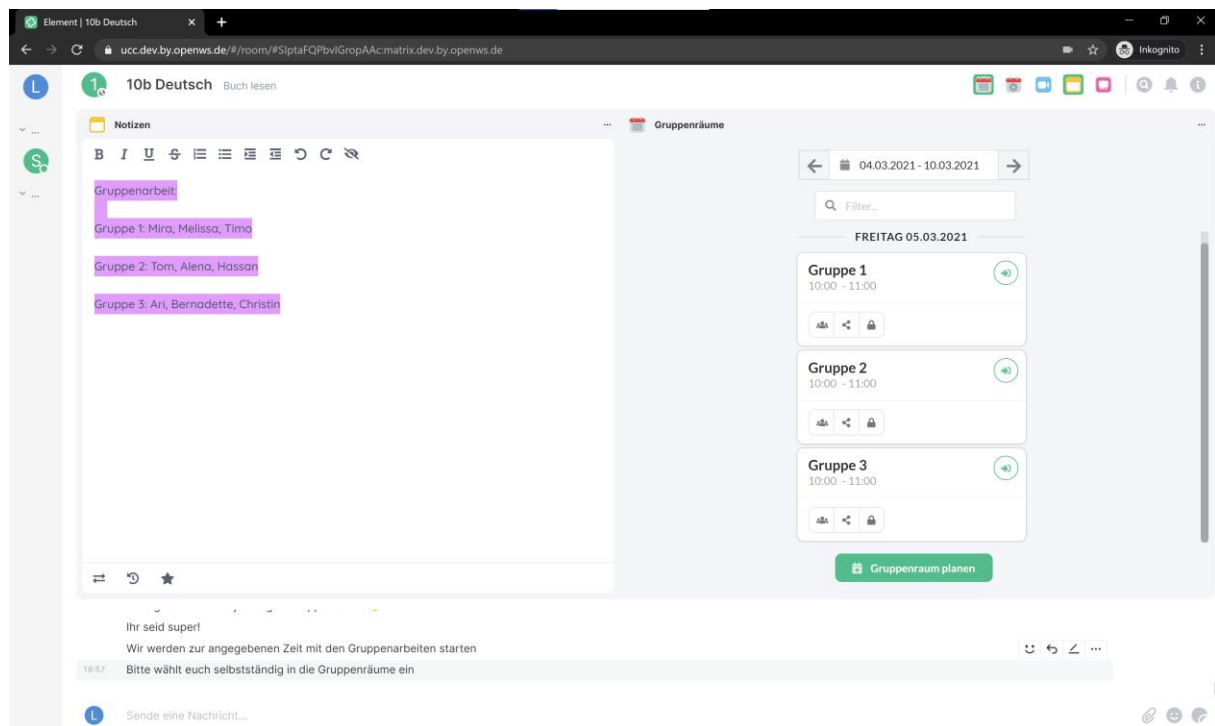 Element | 10b Deutsch
ucc.dev.by.openws.de/#/room/#SIptaFQPbvIGropAAc:matrix.dev.by.openws.de
Inkognito
L
1
10b Deutsch Buch lesen
S
Notizen
Gruppenräume
B I U S
Gruppenarbeit:
Gruppe 1: Mira, Melissa, Timo
Gruppe 2: Tom, Alena, Hassan
Gruppe 3: Ari, Bernadette, Christin
04.03.2021 - 10.03.2021
Filter...
FREITAG 05.03.2021
Gruppe 1
10:00 - 11:00
Gruppe 2
10:00 - 11:00
Gruppe 3
10:00 - 11:00
Gruppenraum planen
Ihr seid super!
Wir werden zur angegebenen Zeit mit den Gruppenarbeiten starten
16:57 Bitte wählt euch selbstständig in die Gruppenräume ein
L Sende eine Nachricht...